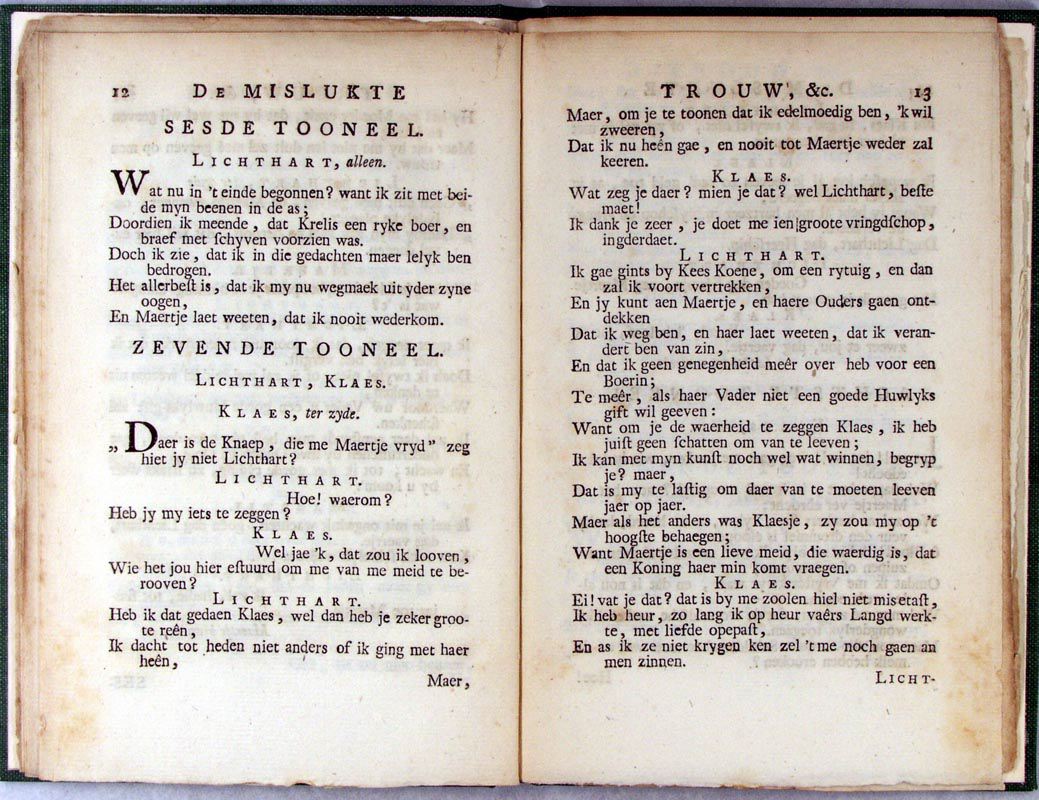 12 DE MISLUKTE
SESDE TOONEEL.
LICHTHART, alleen.
Wat nu in 't einde begonnen? want ik zit met bei-
de myn beenen in de as;
Doordien ik meende, dat Krelis een ryke boer, en
braef met schyven voorzien was.
Doch ik zie, dat ik in die gedachten maer lelyk ben
bedrogen.
Het allerbest is, dat ik my nu wegmaek uit yder zyne
oogen,
En Maertje laet weeten, dat ik nooit wederkom.
ZEVENDE TOONEEL.
LICHTHART, KLAES.
KLAES, ter zyde.
„ Daer is de Knaep, die me Maertje vryd” zeg
hiet jy niet Lichthart?
LICHTHART.
Hoe! waerom?
Heb jy my iets te zeggen?
KLAES.
Wel jae 'k, dat zou ik looven,
Wie het jou hier estuurd om me van me meid te be-
rooven?
LICHTHART.
Heb ik dat gedaen Klaes, wel dan heb je zeker groo-
te reên,
Ik dacht tot heden niet anders of ik ging met haer
heên,
Maer,
TROUW, &c. 13
Maer, om je te toonen dat ik edelmoedig ben, 'k wil
zweeren,
Dat ik nu heên gae, en nooit tot Maertje weder zal
keeren.
KLAES.
Wat zeg je daer? mien je dat? wel Lichthart, beste
maet!
Ik dank je zeer, je doet me ien groote vringdschop,
ingderdaet.
LICHTHART.
Ik gae gints by Kees Koene, om een rytuig, en dan
zal ik voort vertrekken,
En jy kunt aen Maertje, en haere Ouders gaen ont-
dekken
Dat ik weg ben, en haer laet weeten, dat ik veran-
dert ben van zin,
En dat ik geen genegenheid meêr over heb voor een
Boerin;
Te meêr, als haer Vader niet een goede Huwlyks
gift wil geeven:
Want om je de waerheid te zeggen Klaes, ik heb
juist geen schatten om van te leeven;
Ik kan met myn kunst noch wel wat winnen, begryp
je? maer,
Dat is my te lastig om daer van te moeten leeven
jaer op jaer.
Maer als het anders was Klaesje, zy zou my op 't
hoogste behaegen;
Want Maertje is een lieve meid, die waerdig is, dat
een Koning haer min komt vraegen.
KLAES.
Ei! vat je dat? dat is by me zoolen hiel niet mis etast,
Ik heb heur, zo lang ik op heur vaêrs Langd werk-
te, met liefde opepast,
En as ik ze niet krygen ken zel 't me noch gaen an
men zinnen.
LICHT-